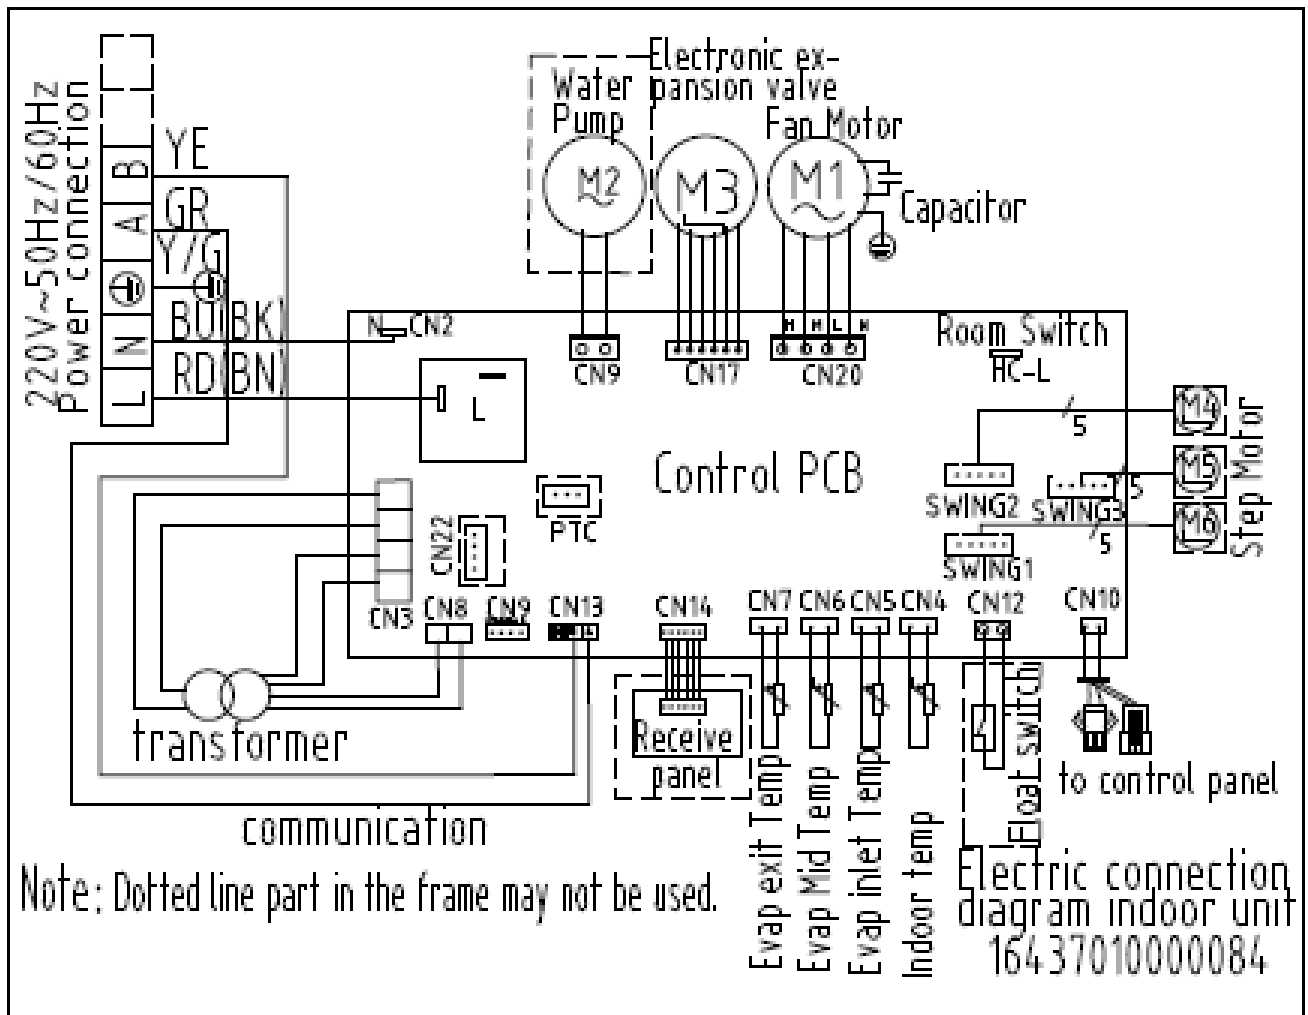 220V~50Hz/60Hz
Power connection
B
A
N
L
YE
GR
Y/G
BU(BK)
RD(BN)
Water
Pump
M2
Electronic ex-
pansion valve
M3
Fan Motor
M1
Capacitor
N
CN2
L
CN9
CN17
H M L N
CN20
Room Switch
HC-L
Control PCB
PTC
CN22
SWING2
SWING3
SWING1
5
5
5
M4
M5
M6
Step Motor
CN3
CN8
CN9
CN13
CN14
CN7
CN6
CN5
CN4
CN12
CN10
transformer
Receive
panel
communication
Evap exit Temp
Evap Mid Temp
Evap inlet Temp
Indoor temp
Float switch
to control panel
Note: Dotted line part in the frame may not be used.
Electric connection
diagram indoor unit
16437010000084